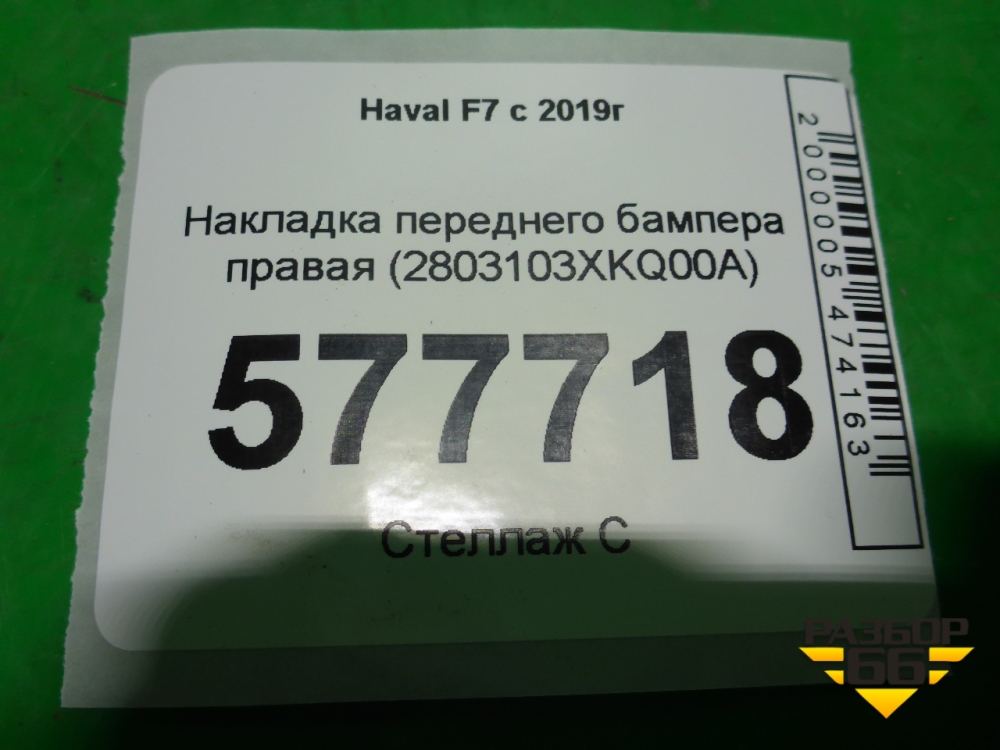 Haval F7 с 2019г
Накладка переднего бампера
правая (2803103XKQ00A)
577718
Стеллаж С
2000005474163
РАЗБОР
66